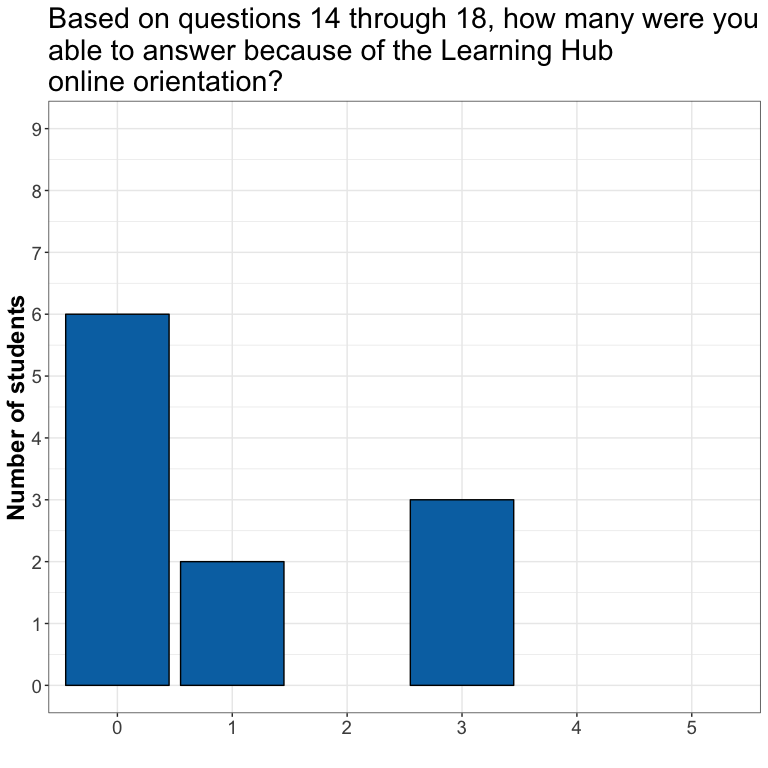 Based on questions 14 through 18, how many were you
able to answer because of the Learning Hub
online orientation?
Number of students
9
8
7
6
5
4
3
2
1
0
0 1 2 3 4 5